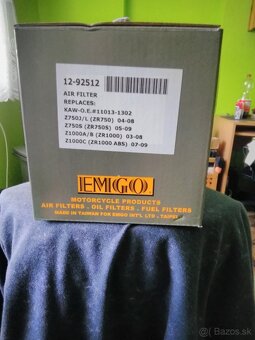 12-92512
AIR FILTER
REPLACES:
KAW-O.E.#11013-1302
Z750J/L (ZR750) 04-08
Z750S (ZR750S) 05-09
Z1000A/B (ZR1000) 03-08
Z1000C (ZR1000 ABS) 07-09
EMGO
MOTORCYCLE PRODUCTS
AIR FILTERS . OIL FILTERS . FUEL FILTERS
MADE IN TAIWAN FOR EMGO INT'L LTD . TAIPEI
© bazos.sk